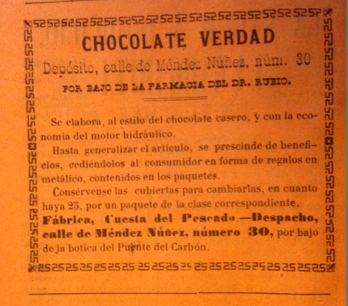 CHOCOLATE VERDAD
Depósito, calle de Méndez Núñez, núm. 30
POR BAJO DE LA FARMACIA DEL DR. RUBIO.
Se elabora, al estilo del chocolate casero, y con la eco-
nomía del motor hidráulico.
Hasta generalizar el artículo, se prescinde de benefi-
cios, cediéndolos al consumidor en forma de regalos en
metálico, contenidos en los paquetes.
Consérvense las cubiertas para cambiarlas, en cuanto
haya 25, por un paquete de la clase correspondiente.
Fábrica, Cuesta del Pescado.—Despacho,
calle de Méndez Núñez, número 30, por bajo
de la botica del Puente del Carbón.